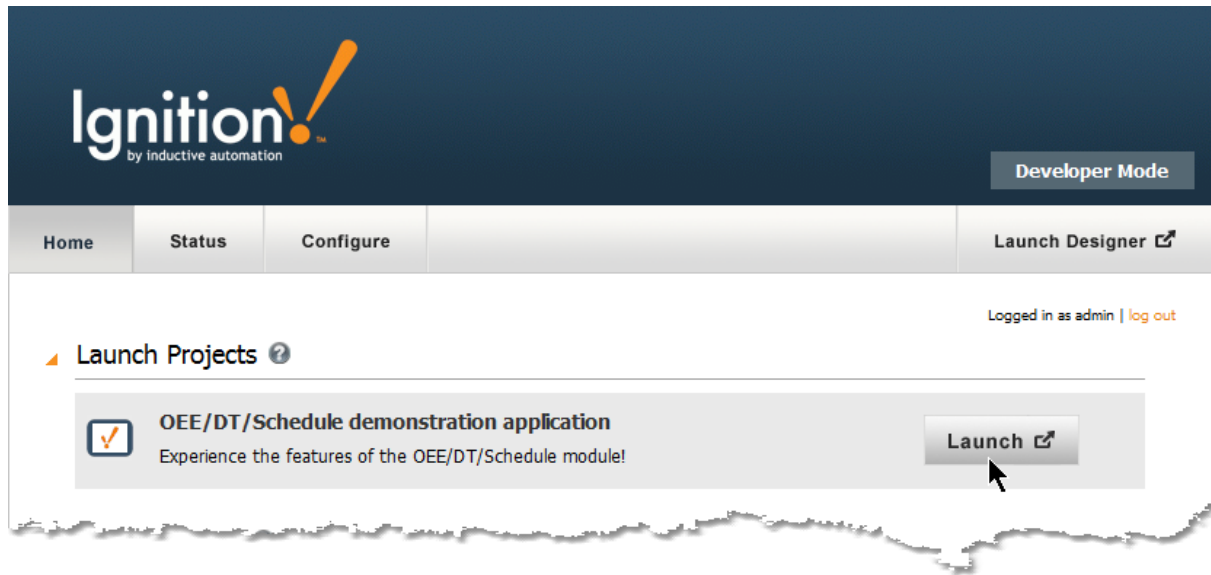 Ignition!
TM
by inductive automation
Developer Mode
Home Status Configure Launch Designer
Logged in as admin | log out
Launch Projects ?
OEE/DT/Schedule demonstration application
Experience the features of the OEE/DT/Schedule module!
Launch